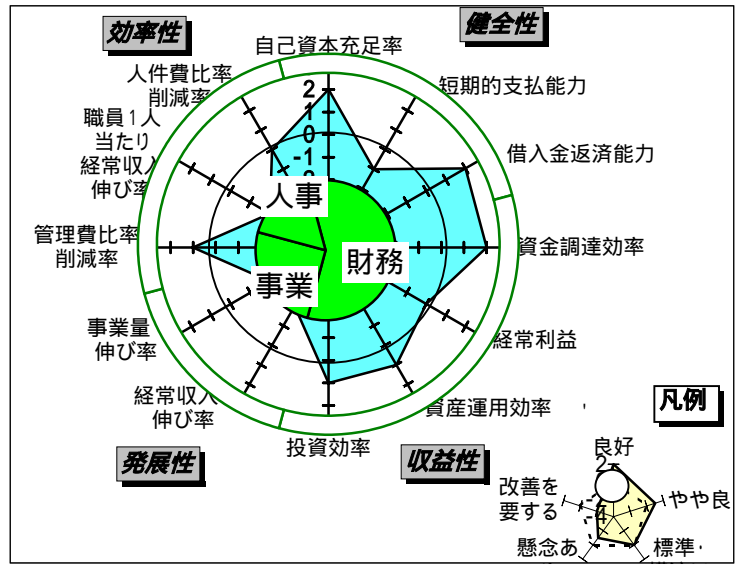 効率性
健全性
自己資本充足率
人件費比率
削減率
短期的支払能力
職員1人
当たり
経常収入
伸び率
借入金返済能力
2
1
0
-1
人事
管理費比率
削減率
財務
資金調達効率
事業
事業量
伸び率
経常利益
経常収入
伸び率
資産運用効率
投資効率
凡例
発展性
収益性
良好
2
改善を
要する
やや良
-4
懸念あ
標準